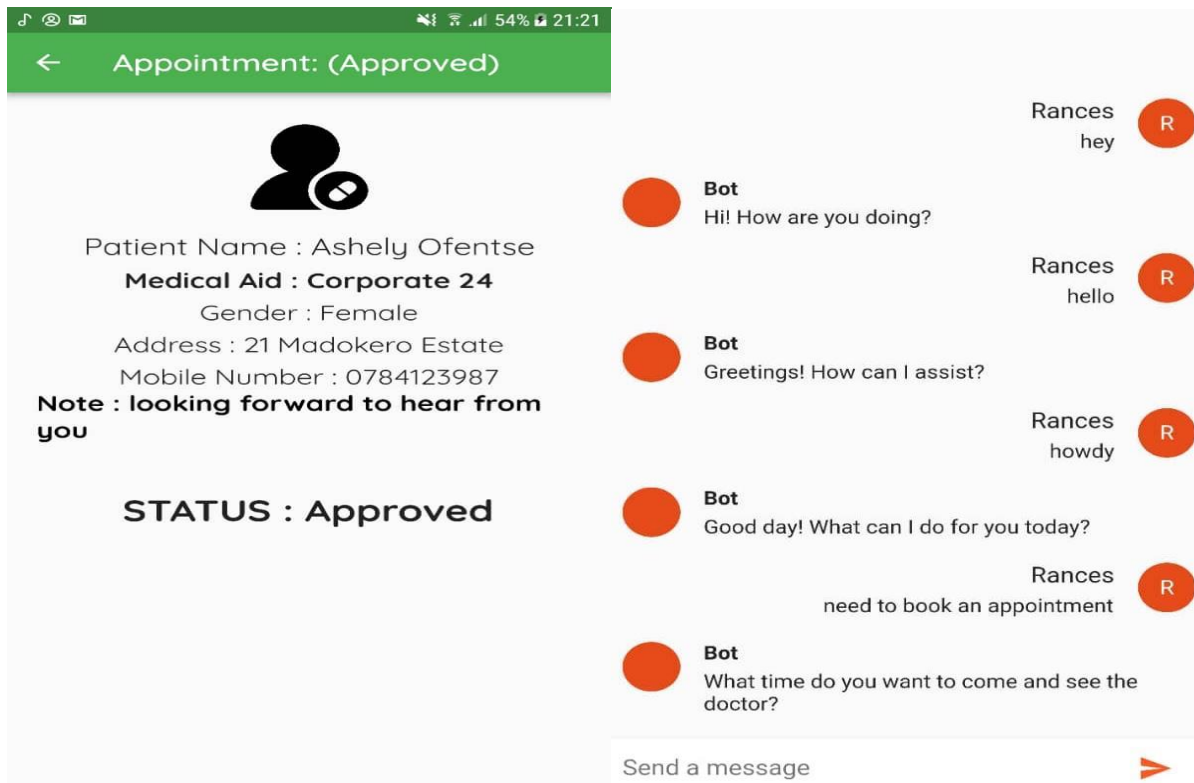 54% 21:21
Appointment: (Approved)
Patient Name : Ashely Ofentse
Medical Aid : Corporate 24
Gender : Female
Address : 21 Madokero Estate
Mobile Number : 0784123987
Note : looking forward to hear from
you
STATUS : Approved
Rances
R
hey
Bot
Hi! How are you doing?
Rances
R
hello
Bot
Greetings! How can I assist?
Rances
R
howdy
Bot
Good day! What can I do for you today?
Rances
R
need to book an appointment
Bot
What time do you want to come and see the
doctor?
Send a message